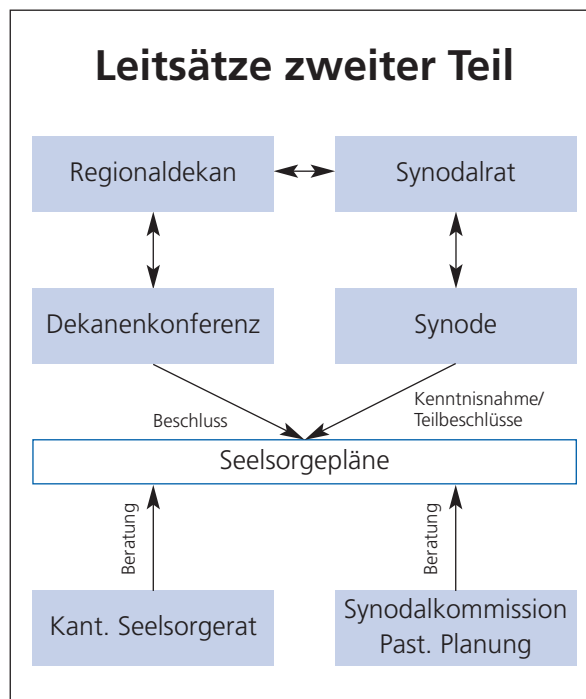 Leitsätze zweiter Teil
Regionaldekan
Synodalrat
Dekanenkonferenz
Synode
Beschluss
Kenntnisnahme/
Teilbeschlüsse
Seelsorgepläne
Beratung
Beratung
Kant. Seelsorgerat
Synodalkommission
Past. Planung